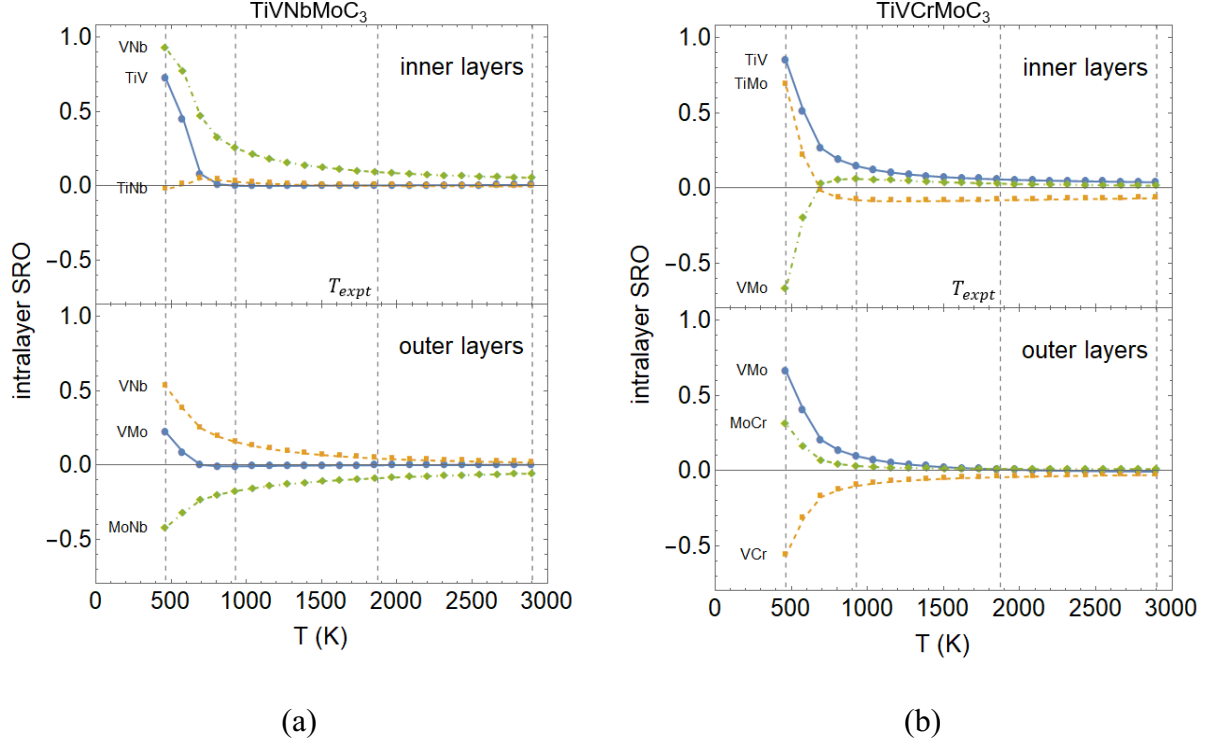 TiVNbMoC₃
1.0
VNb
TiV
inner layers
0.5
TiNb
0.0
−0.5
T_expt
intralayer SRO
1.0
outer layers
VNb
0.5
VMo
0.0
MoNb
−0.5
0 500 1000 1500 2000 2500 3000
T (K)
(a)
TiVCrMoC₃
1.0
TiV
inner layers
TiMo
0.5
0.0
−0.5
VMo
T_expt
intralayer SRO
1.0
outer layers
VMo
0.5
MoCr
0.0
VCr
−0.5
0 500 1000 1500 2000 2500 3000
T (K)
(b)